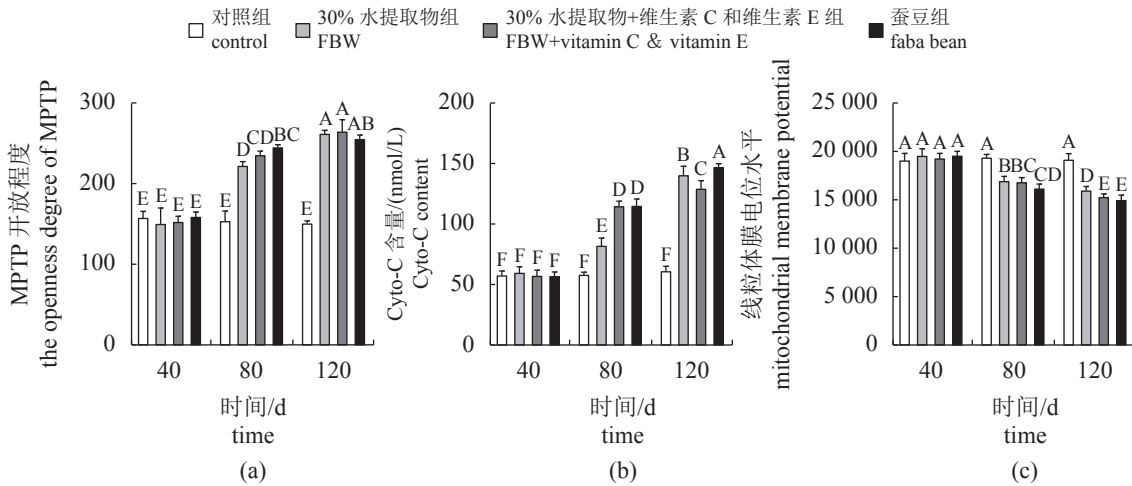 对照组
control
30% 水提取物组
FBW
30% 水提取物+维生素 C 和维生素 E 组
FBW+vitamin C & vitamin E
蚕豆组
faba bean
MPTP 开放程度
the openness degree of MPTP
300
200
100
0
E E E E
E D CD BC
E A A AB
40 80 120
时间/d
time
(a)
Cyto-C 含量/(nmol/L)
Cyto-C content
200
150
100
50
0
F F F F
F E D D
F B C A
40 80 120
时间/d
time
(b)
线粒体膜电位水平
mitochondrial membrane potential
25 000
20 000
15 000
10 000
5 000
0
A A A A
A B BC CD
A D E E
40 80 120
时间/d
time
(c)